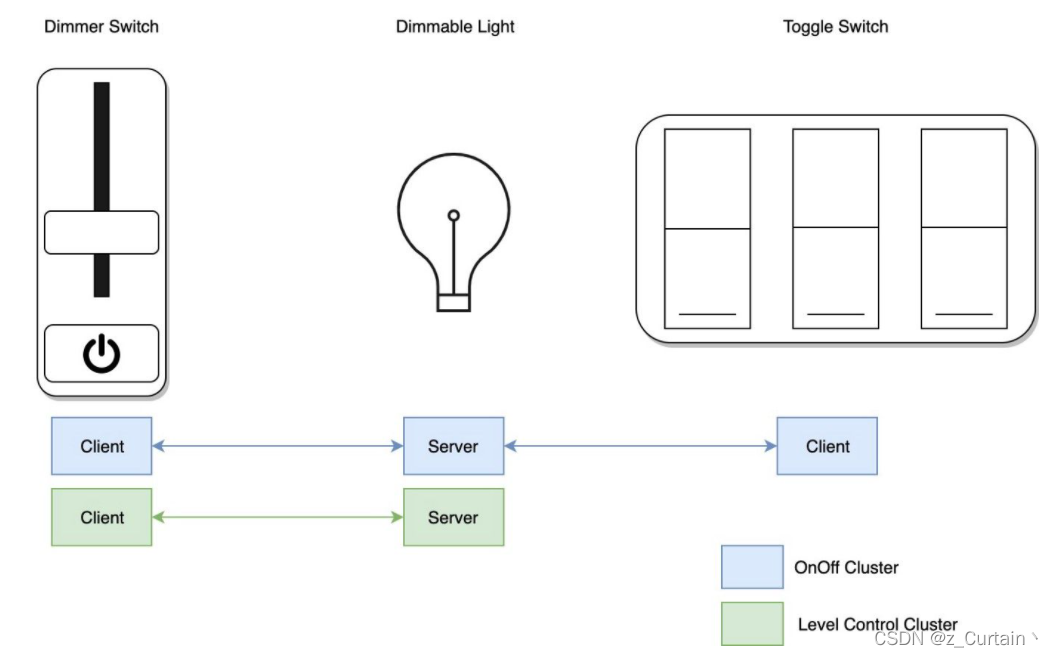 Dimmer Switch
Dimmable Light
Toggle Switch
Client
Server
Client
Client
Server
OnOff Cluster
Level Control Cluster
CSDN @z_Curtain丶